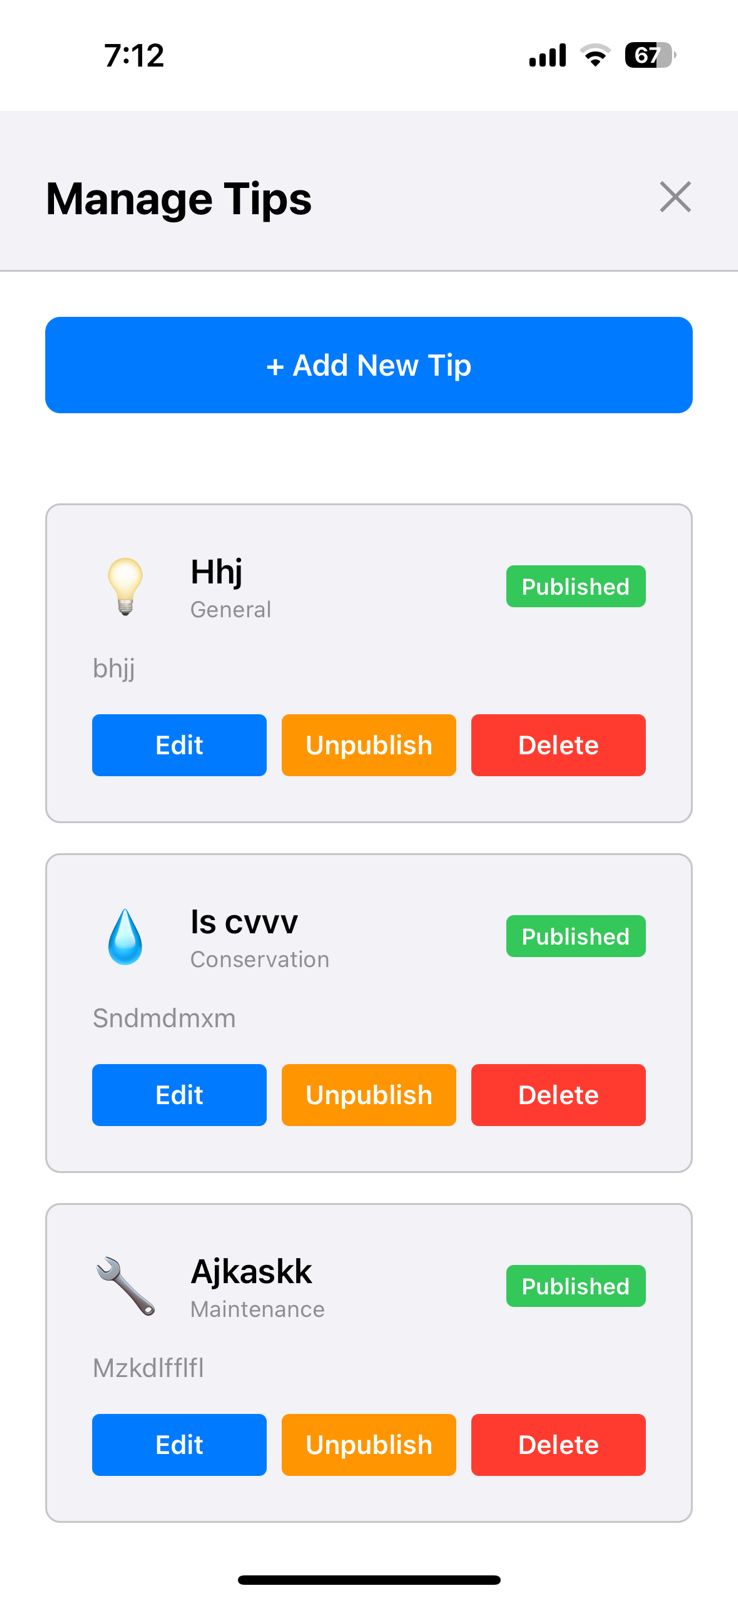 7:12
67
Manage Tips
+ Add New Tip
Hhj
Published
General
bhjj
Edit Unpublish Delete
Is cvvv
Published
Conservation
Sndmdmxm
Edit Unpublish Delete
Ajkaskk
Published
Maintenance
Mzkdlfflfl
Edit Unpublish Delete